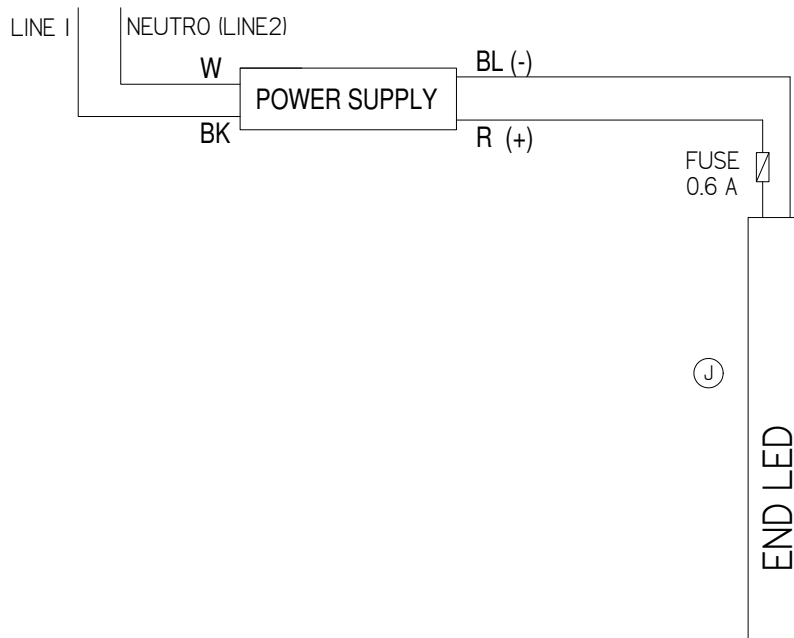 LINE 1
NEUTRO (LINE2)
W
BL (-)
POWER SUPPLY
BK
R (+)
FUSE
0.6 A
J
END LED